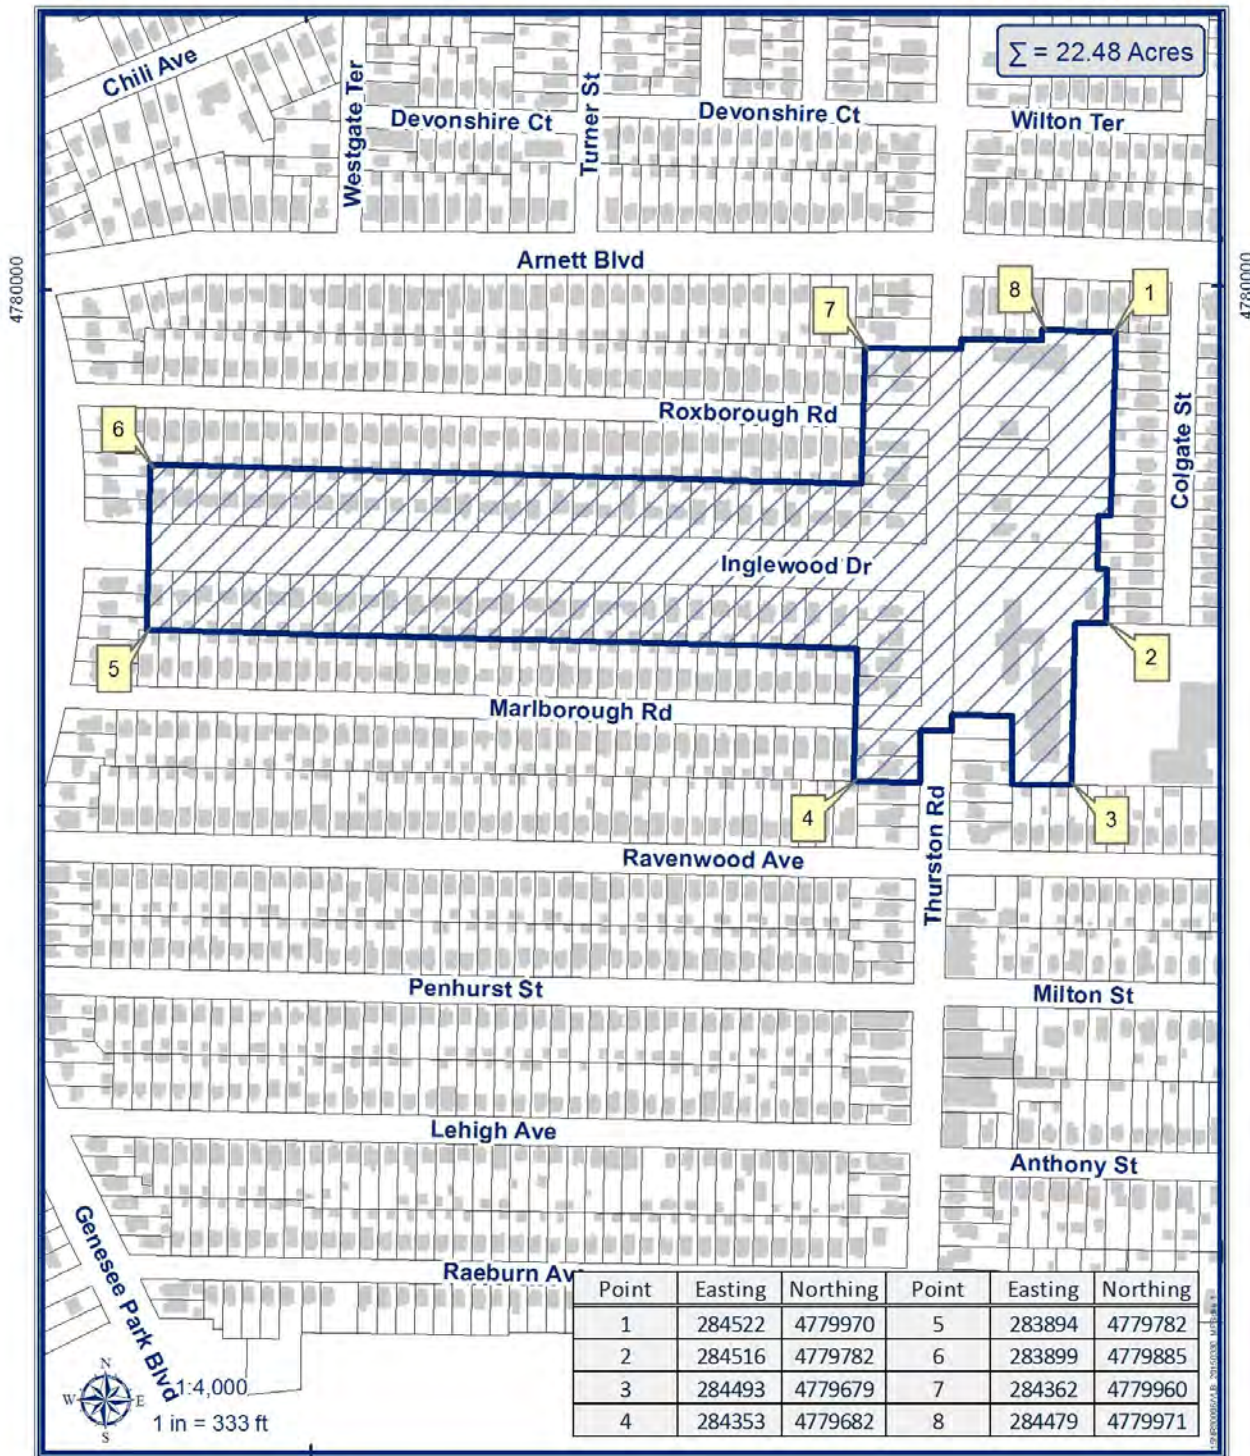 ∑ = 22.48 Acres
Chili Ave
Westgate Ter
Turner St
Devonshire Ct
Devonshire Ct
Wilton Ter
4780000
4780000
Arnett Blvd
7
8
1
Roxborough Rd
6
Colgate St
Inglewood Dr
5
2
Marlborough Rd
4
3
Thurston Rd
Ravenwood Ave
Penhurst St
Milton St
Lehigh Ave
Anthony St
Genesee Park Blvd
Raeburn Av
Point Easting Northing Point Easting Northing
1 284522 4779970 5 283894 4779782
2 284516 4779782 6 283899 4779885
3 284493 4779679 7 284362 4779960
4 284353 4779682 8 284479 4779971
N
W E
S
1:4,000
1 in = 333 ft